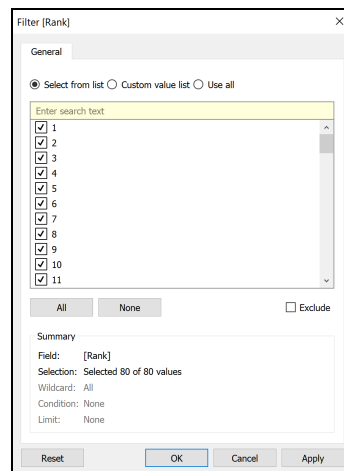 Filter [Rank]
General
Select from list Custom value list Use all
Enter search text
1
2
3
4
5
6
7
8
9
10
11
All None Exclude
Summary
Field: [Rank]
Selection: Selected 80 of 80 values
Wildcard: All
Condition: None
Limit: None
Reset OK Cancel Apply